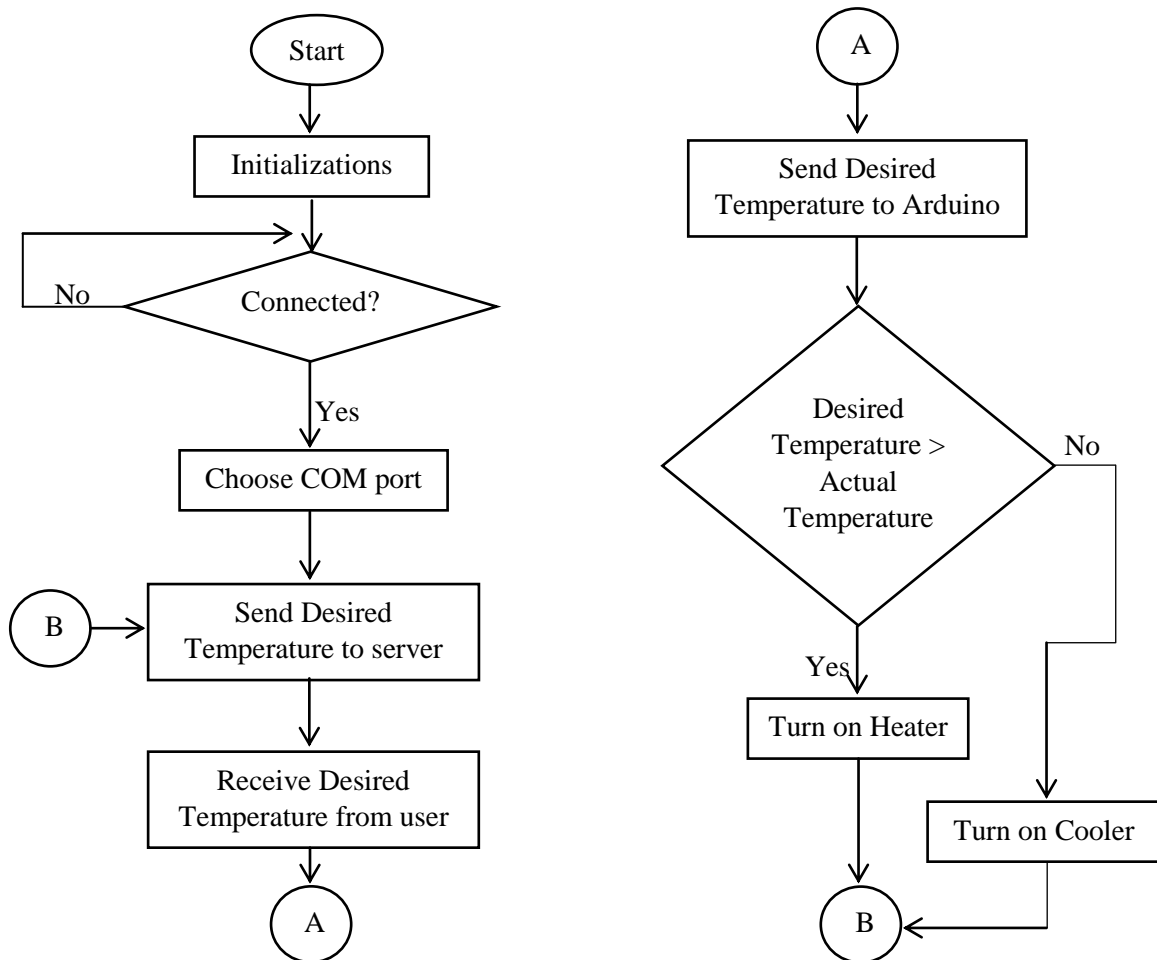 Start
Initializations
Connected?
No
Yes
Choose COM port
B
Send Desired
Temperature to server
Receive Desired
Temperature from user
A
A
Send Desired
Temperature to Arduino
Desired
Temperature >
Actual
Temperature
No
Yes
Turn on Heater
Turn on Cooler
B